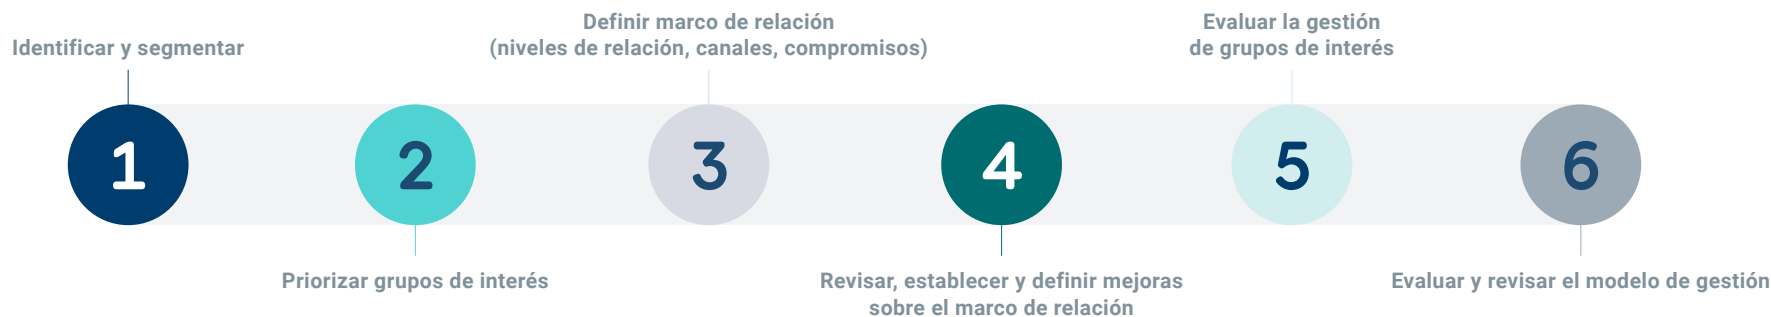 Identificar y segmentar
1
2
Priorizar grupos de interés
Definir marco de relación
(niveles de relación, canales, compromisos)
3
4
Revisar, establecer y definir mejoras
sobre el marco de relación
Evaluar la gestión
de grupos de interés
5
6
Evaluar y revisar el modelo de gestión